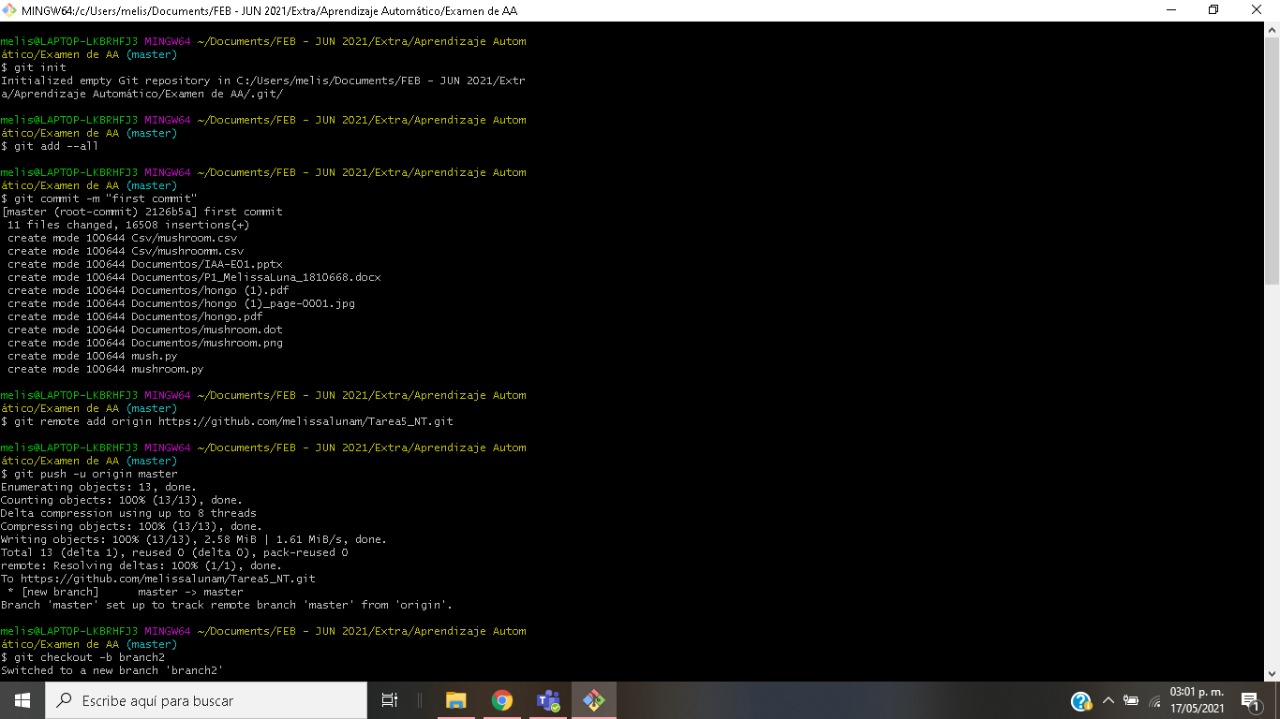 MINGW64:/c/Users/melis/Documents/FEB - JUN 2021/Extra/Aprendizaje Automático/Examen de AA
melis@LAPTOP-LKBRHFJ3 MINGW64 ~/Documents/FEB - JUN 2021/Extra/Aprendizaje Autom
ático/Examen de AA (master)
$ git init
Initialized empty Git repository in C:/Users/melis/Documents/FEB - JUN 2021/Extr
a/Aprendizaje Automático/Examen de AA/.git/
melis@LAPTOP-LKBRHFJ3 MINGW64 ~/Documents/FEB - JUN 2021/Extra/Aprendizaje Autom
ático/Examen de AA (master)
$ git add --all
melis@LAPTOP-LKBRHFJ3 MINGW64 ~/Documents/FEB - JUN 2021/Extra/Aprendizaje Autom
ático/Examen de AA (master)
$ git commit -m "first commit"
[master (root-commit) 2126b5a] first commit
 11 files changed, 16508 insertions(+)
 create mode 100644 Csv/mushroom.csv
 create mode 100644 Csv/mushroomm.csv
 create mode 100644 Documentos/IAA-E01.pptx
 create mode 100644 Documentos/P1_MelissaLuna_1810668.docx
 create mode 100644 Documentos/hongo (1).pdf
 create mode 100644 Documentos/hongo (1)_page-0001.jpg
 create mode 100644 Documentos/hongo.pdf
 create mode 100644 Documentos/mushroom.dot
 create mode 100644 Documentos/mushroom.png
 create mode 100644 mush.py
 create mode 100644 mushroom.py
melis@LAPTOP-LKBRHFJ3 MINGW64 ~/Documents/FEB - JUN 2021/Extra/Aprendizaje Autom
ático/Examen de AA (master)
$ git remote add origin https://github.com/melissalunam/Tarea5_NT.git
melis@LAPTOP-LKBRHFJ3 MINGW64 ~/Documents/FEB - JUN 2021/Extra/Aprendizaje Autom
ático/Examen de AA (master)
$ git push -u origin master
Enumerating objects: 13, done.
Counting objects: 100% (13/13), done.
Delta compression using up to 8 threads
Compressing objects: 100% (13/13), done.
Writing objects: 100% (13/13), 2.58 MiB | 1.61 MiB/s, done.
Total 13 (delta 1), reused 0 (delta 0), pack-reused 0
remote: Resolving deltas: 100% (1/1), done.
To https://github.com/melissalunam/Tarea5_NT.git
 * [new branch]      master -> master
Branch 'master' set up to track remote branch 'master' from 'origin'.
melis@LAPTOP-LKBRHFJ3 MINGW64 ~/Documents/FEB - JUN 2021/Extra/Aprendizaje Autom
ático/Examen de AA (master)
$ git checkout -b branch2
Switched to a new branch 'branch2'
Escribe aquí para buscar
03:01 p. m.
17/05/2021
1